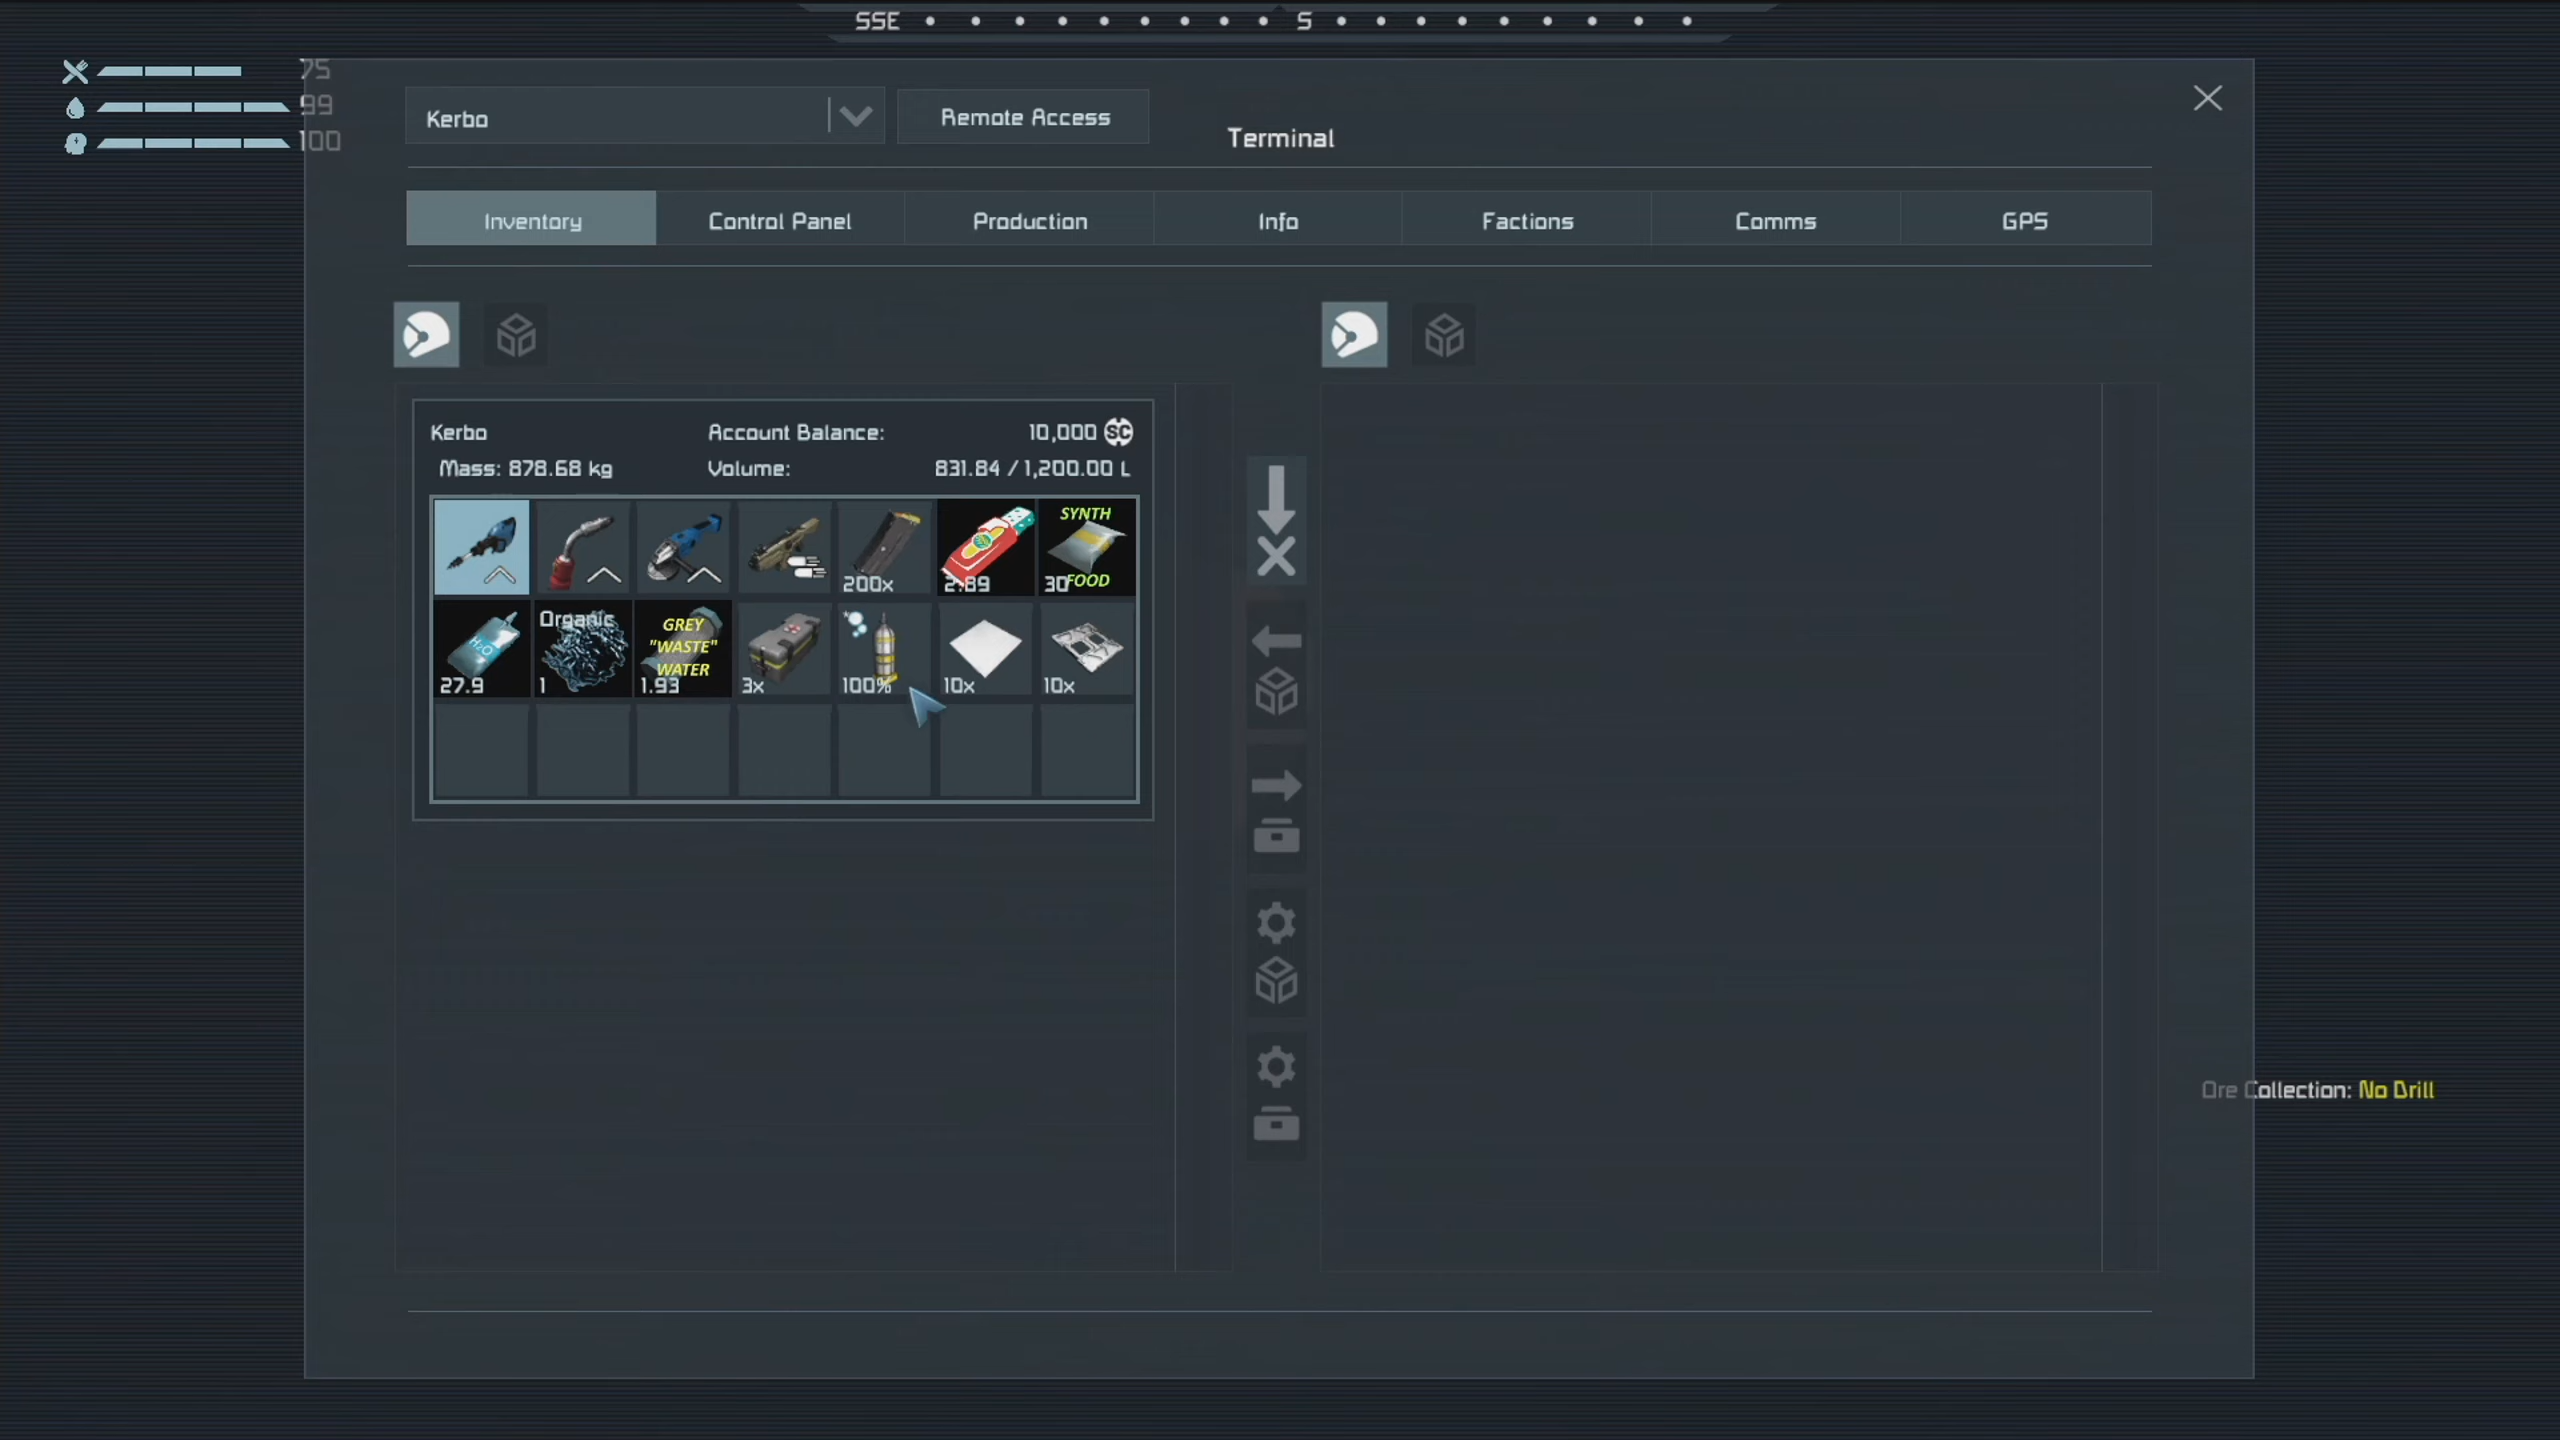 SSE S
75
99
100
Kerbo
Remote Access
Terminal
Inventory
Control Panel
Production
Info
Factions
Comms
GPS
Kerbo
Account Balance:
10,000 SC
Mass: 878.68 kg
Volume:
831.84 / 1,200.00 L
200x
2.89
SYNTH
30
FOOD
H2O
27.9
Organic
1
GREY
"WASTE"
WATER
1.93
3x
100%
10x
10x
Ore Collection: No Drill